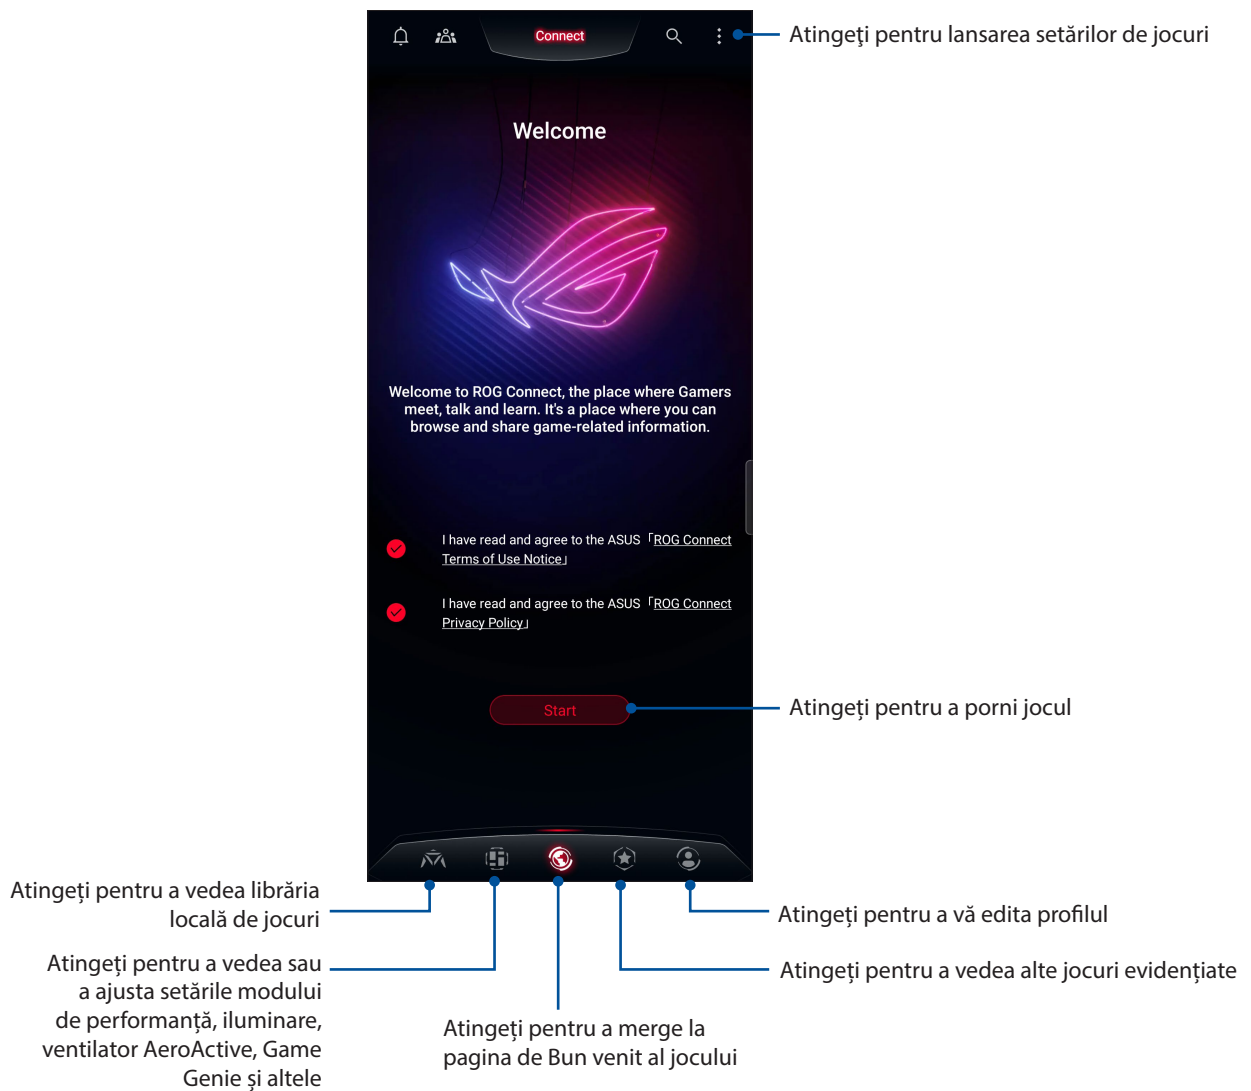 Connect
Atingeţi pentru lansarea setărilor de jocuri
Welcome
Welcome to ROG Connect, the place where Gamers
meet, talk and learn. It's a place where you can
browse and share game-related information.
I have read and agree to the ASUS「ROG Connect
Terms of Use Notice」
I have read and agree to the ASUS「ROG Connect
Privacy Policy」
Start
Atingeți pentru a porni jocul
Atingeți pentru a vedea librăria
locală de jocuri
Atingeți pentru a vă edita profilul
Atingeți pentru a vedea sau
a ajusta setările modului
de performanță, iluminare,
ventilator AeroActive, Game
Genie și altele
Atingeți pentru a vedea alte jocuri evidențiate
Atingeți pentru a merge la
pagina de Bun venit al jocului